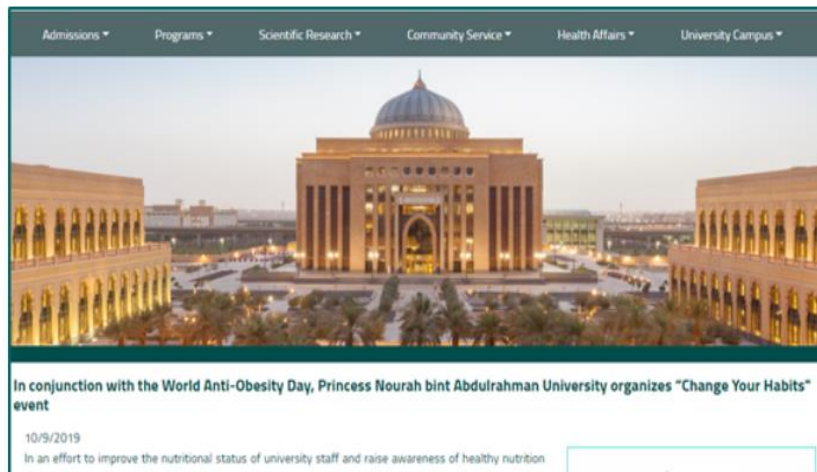 Admissions Programs Scientific Research Community Service Health Affairs University Campus
In conjunction with the World Anti-Obesity Day, Princess Nourah bint Abdulrahman University organizes “Change Your Habits”
event
10/9/2019
In an effort to improve the nutritional status of university staff and raise awareness of healthy nutrition